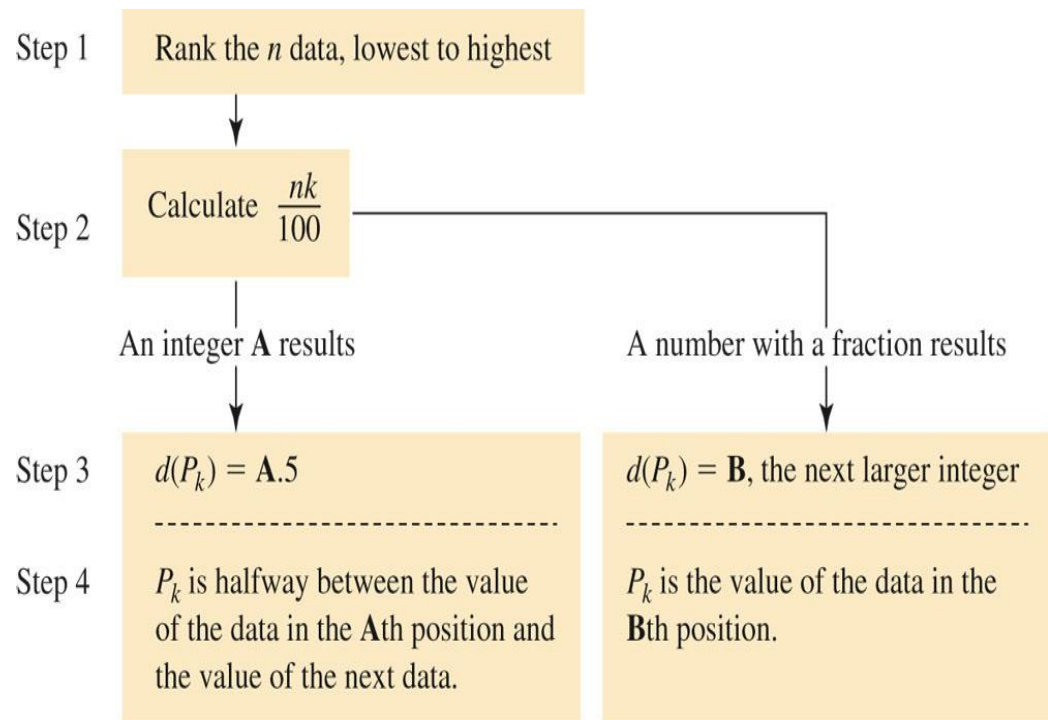 Step 1
Rank the n data, lowest to highest
Step 2
Calculate nk/100
An integer A results
A number with a fraction results
Step 3
d(Pₖ) = A.5
d(Pₖ) = B, the next larger integer
Step 4
Pₖ is halfway between the value
of the data in the Ath position and
the value of the next data.
Pₖ is the value of the data in the
Bth position.